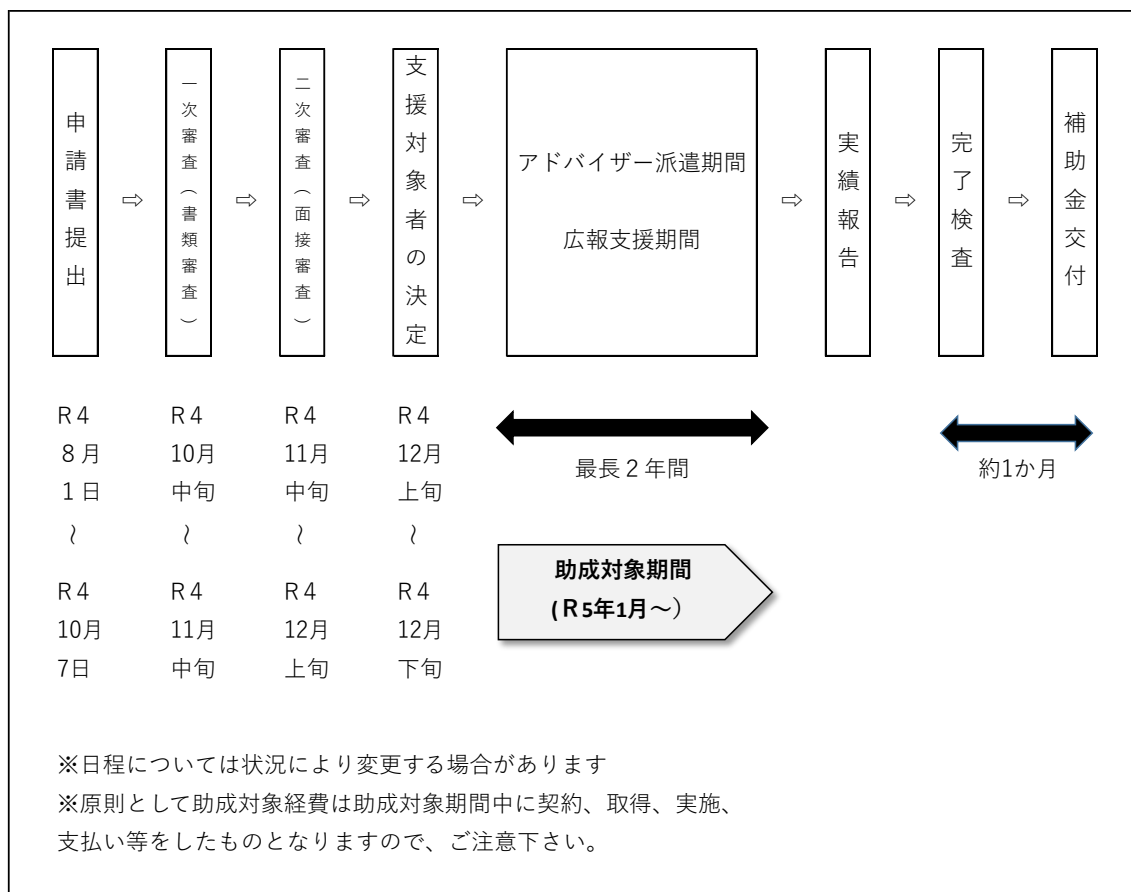 申請書提出
⇨
一次審査(書類審査)
⇨
二次審査(面接審査)
⇨
支援対象者の決定
⇨
アドバイザー派遣期間
広報支援期間
⇨
実績報告
⇨
完了検査
⇨
補助金交付
R4
8月
1日
~
R4
10月
7日
R4
10月
中旬
~
R4
11月
中旬
R4
11月
中旬
~
R4
12月
上旬
R4
12月
上旬
~
R4
12月
下旬
最長2年間
助成対象期間
(R5年1月~)
約1か月
※日程については状況により変更する場合があります
※原則として助成対象経費は助成対象期間中に契約、取得、実施、
支払い等をしたものとなりますので、ご注意下さい。